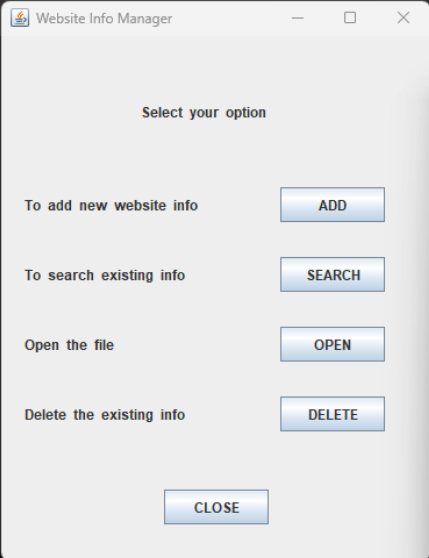 Website Info Manager
Select your option
To add new website info ADD
To search existing info SEARCH
Open the file OPEN
Delete the existing info DELETE
CLOSE